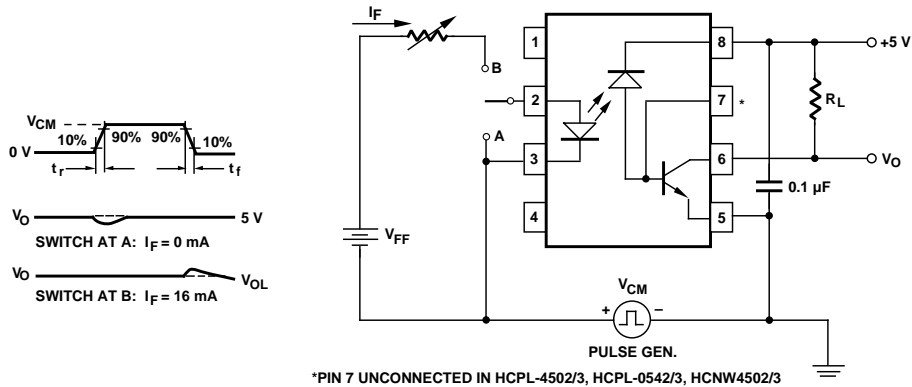 V_CM
0 V
10% 90% 90% 10%
t_r
t_f
V_O 5 V
SWITCH AT A: I_F = 0 mA
V_O V_OL
SWITCH AT B: I_F = 16 mA
I_F
B
A
V_FF
1
2
3
4
8
7 *
6
5
+5 V
R_L
V_O
0.1 µF
V_CM
+ –
PULSE GEN.
*PIN 7 UNCONNECTED IN HCPL-4502/3, HCPL-0542/3, HCNW4502/3